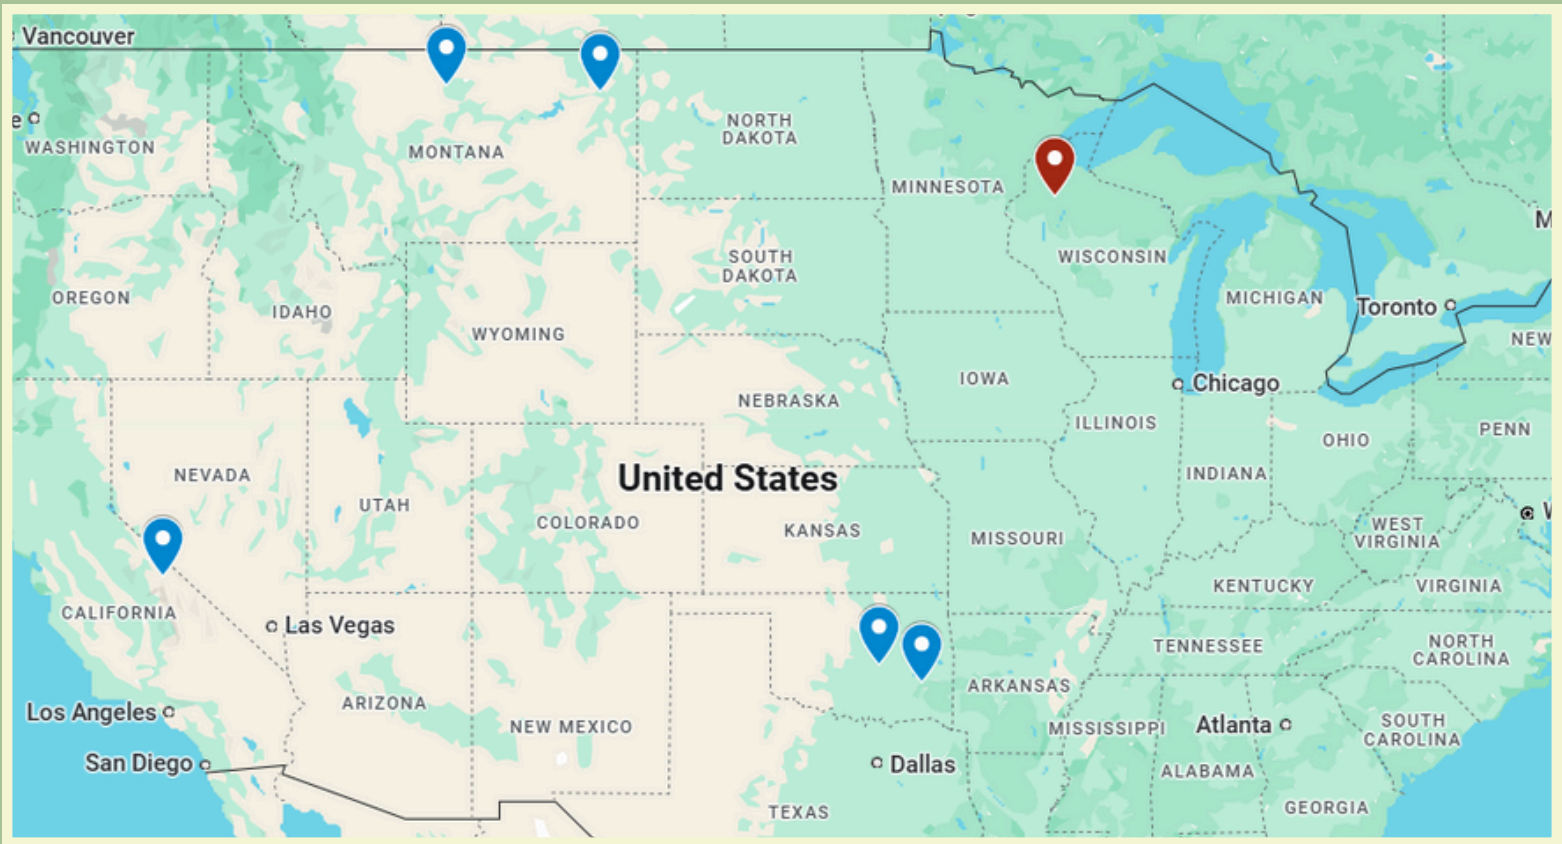 Vancouver
e
WASHINGTON
MONTANA
NORTH
DAKOTA
MINNESOTA
M
OREGON
IDAHO
WYOMING
SOUTH
DAKOTA
WISCONSIN
MICHIGAN
Toronto
NEW
NEBRASKA
IOWA
Chicago
ILLINOIS
INDIANA
OHIO
PENN
NEVADA
UTAH
United States
COLORADO
KANSAS
MISSOURI
WEST
VIRGINIA
KENTUCKY
VIRGINIA
CALIFORNIA
Las Vegas
Los Angeles
San Diego
ARIZONA
NEW MEXICO
ARKANSAS
TENNESSEE
NORTH
CAROLINA
MISSISSIPPI
Atlanta
SOUTH
CAROLINA
Dallas
ALABAMA
TEXAS
GEORGIA